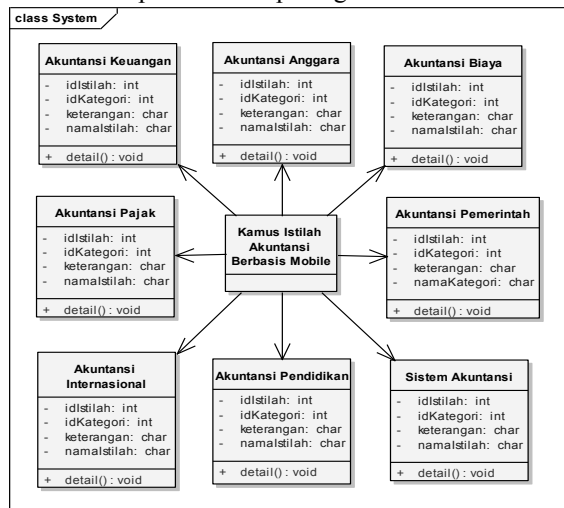 class System
Akuntansi Keuangan
- idIstilah: int
- idKategori: int
- keterangan: char
- namaIstilah: char
+ detail() : void
Akuntansi Anggara
- idIstilah: int
- idKategori: int
- keterangan: char
- namaIstilah: char
+ detail() : void
Akuntansi Biaya
- idIstilah: int
- idKategori: int
- keterangan: char
- namaIstilah: char
+ detail() : void
Akuntansi Pajak
- idIstilah: int
- idKategori: int
- keterangan: char
- namaIstilah: char
+ detail() : void
Kamus Istilah
Akuntansi
Berbasis Mobile
Akuntansi Pemerintah
- idIstilah: int
- idKategori: int
- keterangan: char
- namaKategori: char
+ detail() : void
Akuntansi
Internasional
- idIstilah: int
- idKategori: int
- keterangan: char
- namaIstilah: char
+ detail() : void
Akuntansi Pendidikan
- idIstilah: int
- idKategori: int
- keterangan: char
- namaIstilah: char
+ detail() : void
Sistem Akuntansi
- idIstilah: int
- idKategori: int
- keterangan: char
- namaIstilah: char
+ detail() : void